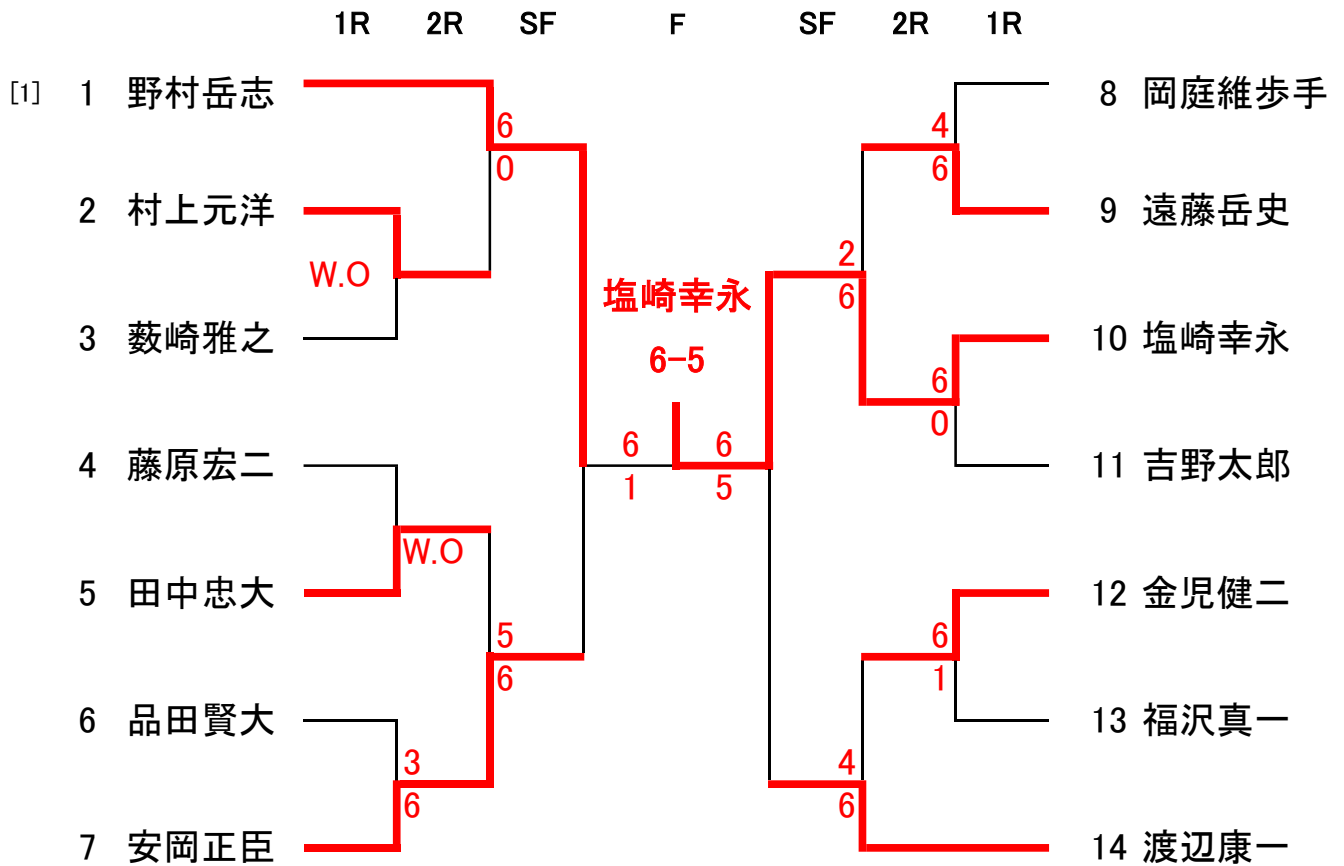 1R 2R SF F SF 2R 1R
[1] 1 野村岳志
8 岡庭維歩手
6
0
4
6
2 村上元洋
9 遠藤岳史
W.O
2
6
塩崎幸永
3 薮崎雅之
10 塩崎幸永
6-5
6
0
4 藤原宏二
6
1
6
5
11 吉野太郎
W.O
5 田中忠大
12 金児健二
5
6
6
1
6 品田賢大
13 福沢真一
3
6
4
6
7 安岡正臣
14 渡辺康一